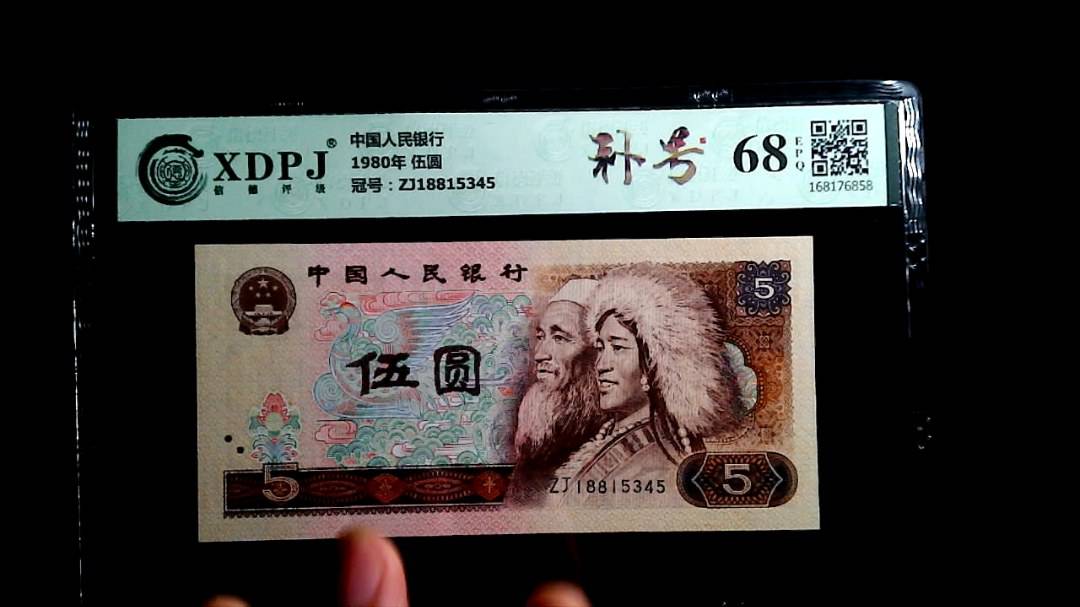 XDPJ®
信德评级
中国人民银行
1980年 伍圆
冠号：ZJ18815345
补号
68
EPQ
168176858
中国人民银行
5
伍圆
5
ZJ18815345
5